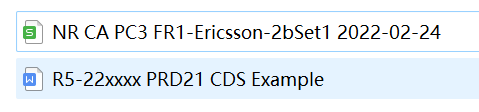 NR CA PC3 FR1-Ericsson-2bSet1 2022-02-24
R5-22xxxx PRD21 CDS Example